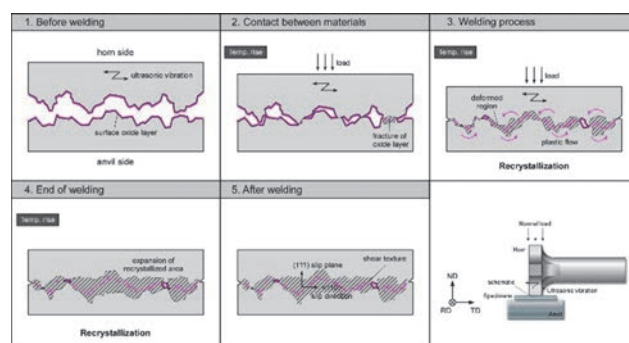 1. Before welding
horn side
ultrasonic vibration
surface oxide layer
anvil side
2. Contact between materials
Temp. rise
load
fracture of
oxide layer
3. Welding process
Temp. rise
load
deformed
region
plastic flow
Recrystallization
4. End of welding
Temp. rise
expansion of
recrystallized area
Recrystallization
5. After welding
(111) slip plane
shear texture
slip direction
Normal load
Horn
schematic
Ultrasonic vibration
Specimens
Anvil
ND
RD
TD